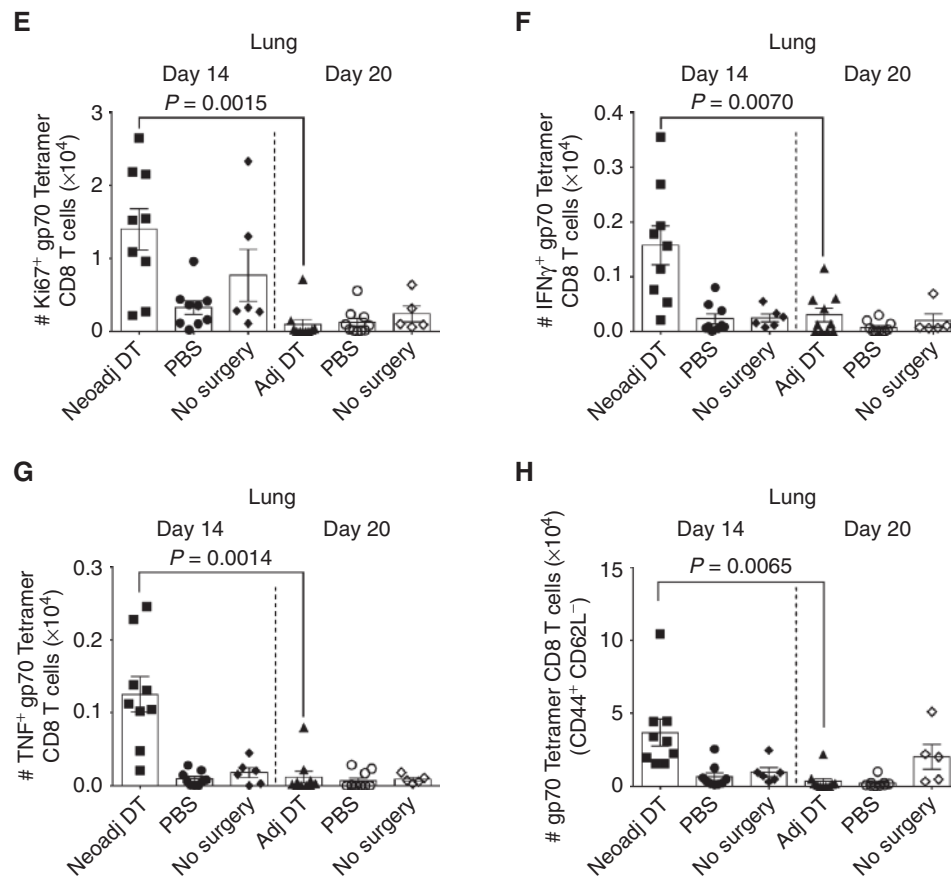 E
Lung
Day 14 Day 20
P = 0.0015
# Ki67⁺ gp70 Tetramer
CD8 T cells (×10⁴)
3
2
1
0
Neoadj DT
PBS
No surgery
Adj DT
PBS
No surgery
F
Lung
Day 14 Day 20
P = 0.0070
# IFNγ⁺ gp70 Tetramer
CD8 T cells (×10⁴)
0.4
0.3
0.2
0.1
0.0
Neoadj DT
PBS
No surgery
Adj DT
PBS
No surgery
G
Lung
Day 14 Day 20
P = 0.0014
# TNF⁺ gp70 Tetramer
CD8 T cells (×10⁴)
0.3
0.2
0.1
0.0
Neoadj DT
PBS
No surgery
Adj DT
PBS
No surgery
H
Lung
Day 14 Day 20
P = 0.0065
# gp70 Tetramer CD8 T cells (×10⁴)
(CD44⁺ CD62L⁻)
15
10
5
0
Neoadj DT
PBS
No surgery
Adj DT
PBS
No surgery